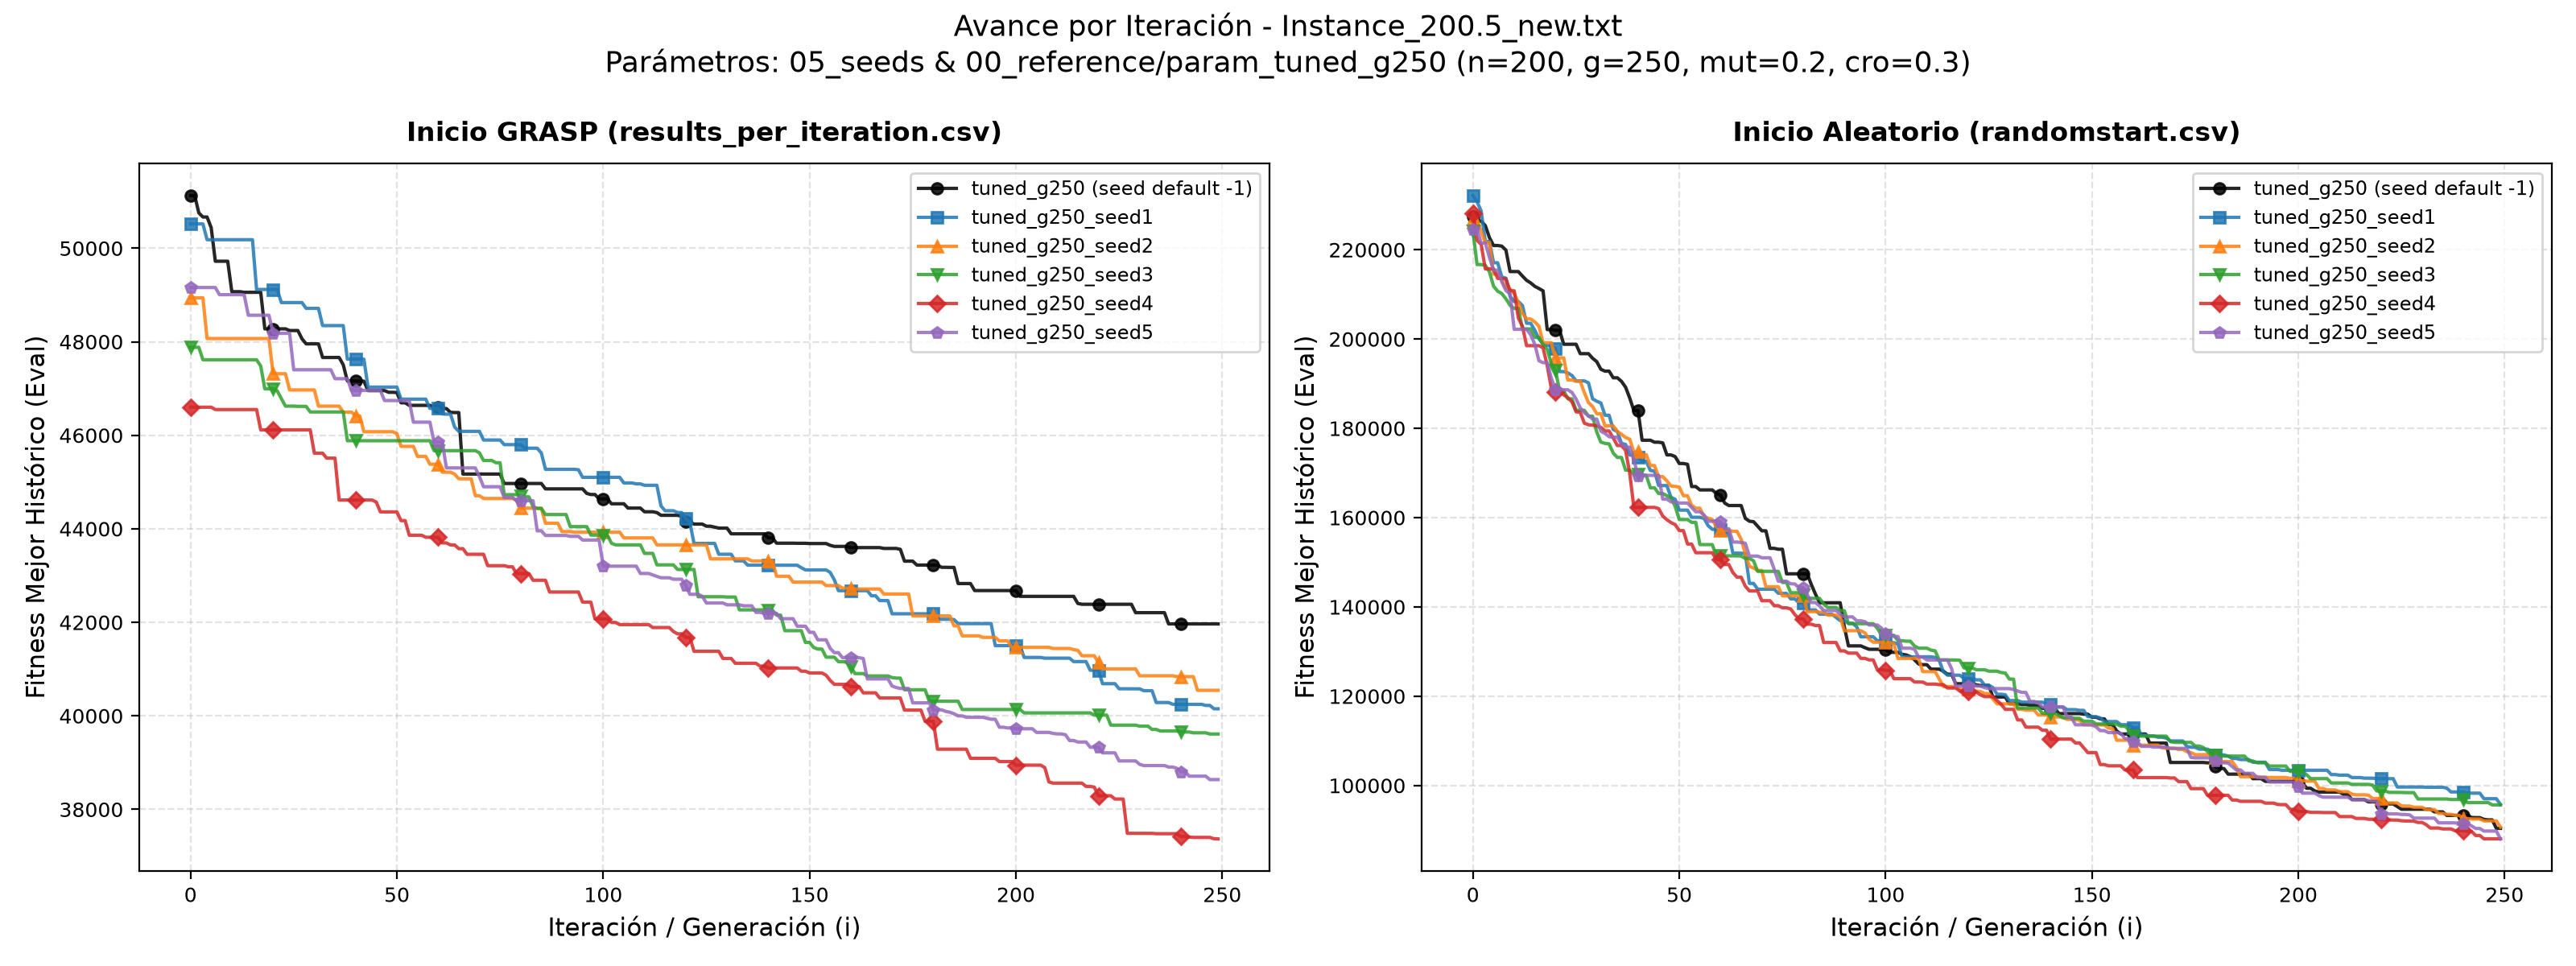 Avance por Iteración - Instance_200.5_new.txt
Parámetros: 05_seeds & 00_reference/param_tuned_g250 (n=200, g=250, mut=0.2, cro=0.3)
Inicio GRASP (results_per_iteration.csv)
Fitness Mejor Histórico (Eval)
50000
48000
46000
44000
42000
40000
38000
tuned_g250 (seed default -1)
tuned_g250_seed1
tuned_g250_seed2
tuned_g250_seed3
tuned_g250_seed4
tuned_g250_seed5
0
50
100
150
200
250
Iteración / Generación (i)
Inicio Aleatorio (randomstart.csv)
Fitness Mejor Histórico (Eval)
220000
200000
180000
160000
140000
120000
100000
tuned_g250 (seed default -1)
tuned_g250_seed1
tuned_g250_seed2
tuned_g250_seed3
tuned_g250_seed4
tuned_g250_seed5
0
50
100
150
200
250
Iteración / Generación (i)